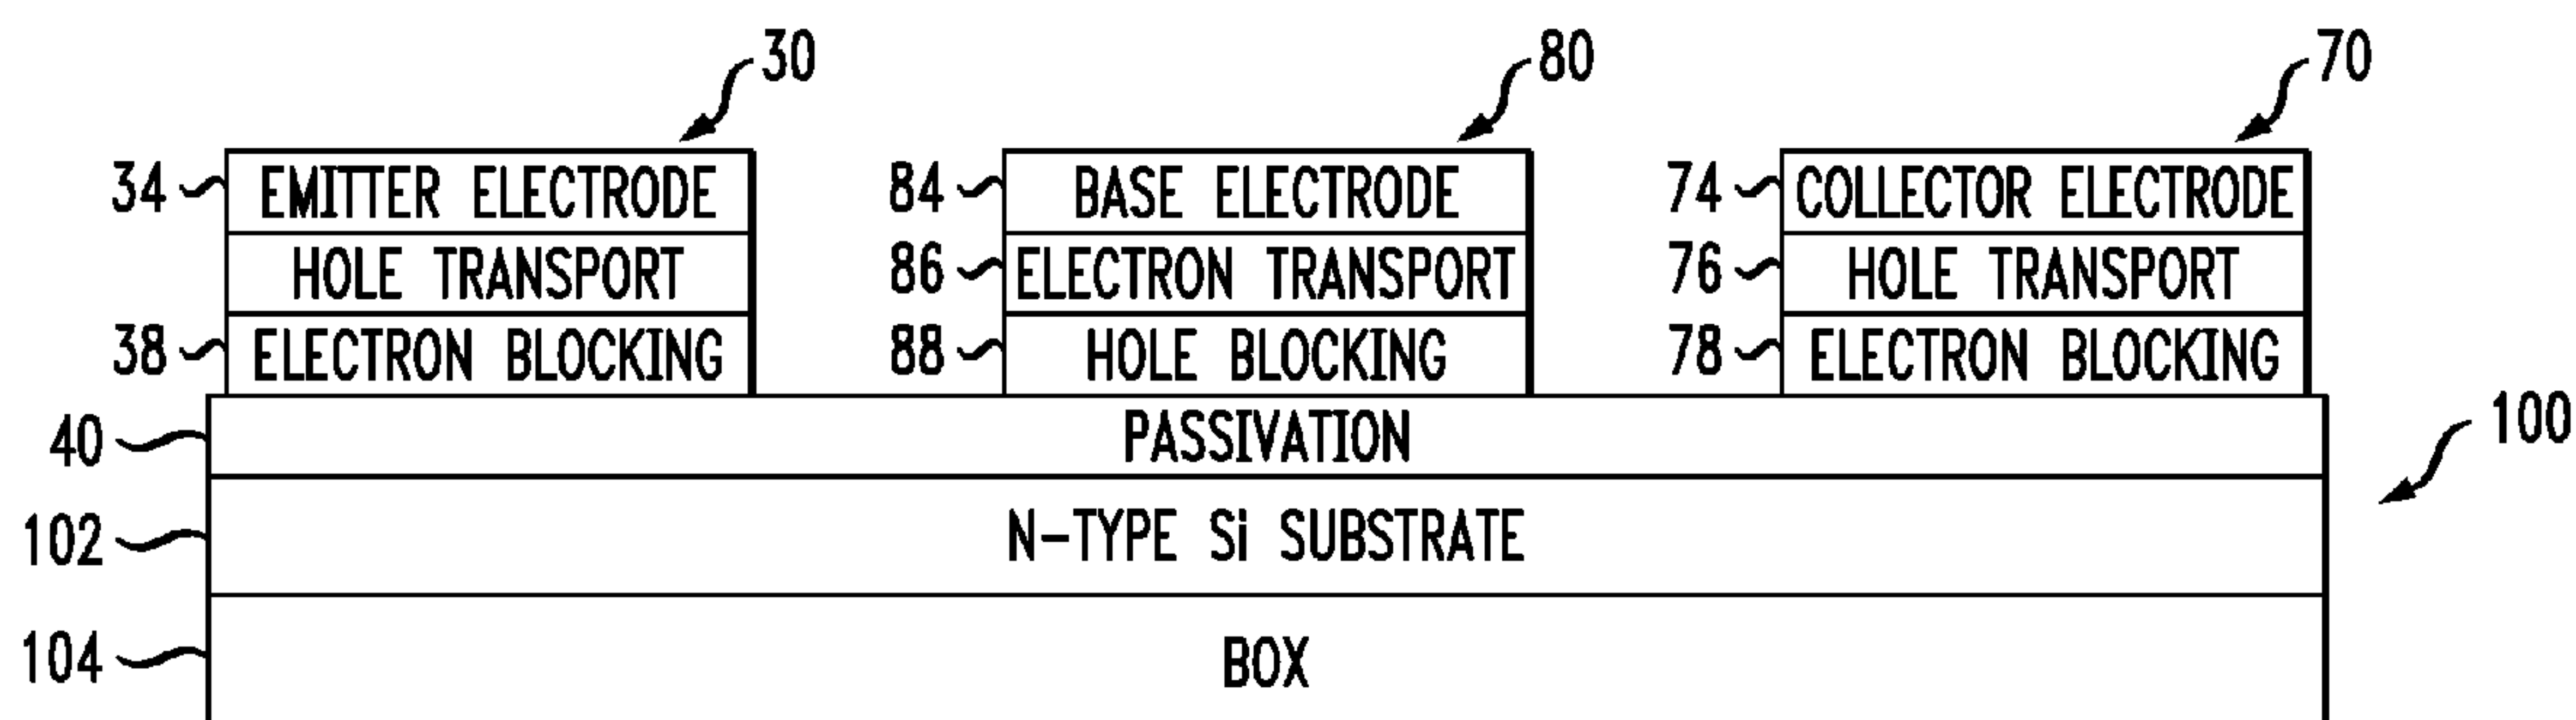 30 80 70
34 EMITTER ELECTRODE 84 BASE ELECTRODE 74 COLLECTOR ELECTRODE
HOLE TRANSPORT 86 ELECTRON TRANSPORT 76 HOLE TRANSPORT
38 ELECTRON BLOCKING 88 HOLE BLOCKING 78 ELECTRON BLOCKING
40 PASSIVATION 100
102 N-TYPE Si SUBSTRATE
104 BOX